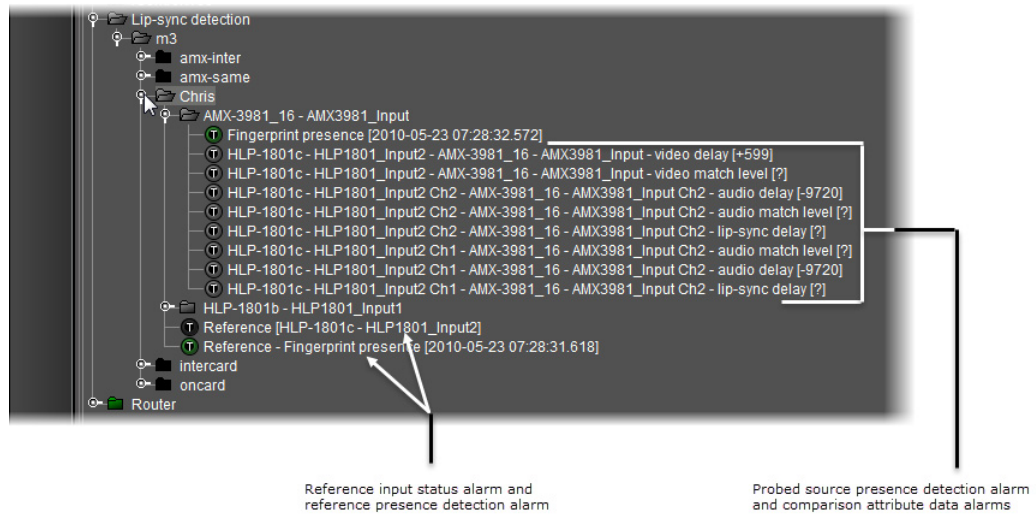 Lip-sync detection
m3
amx-inter
amx-same
Chris
AMX-3981_16 - AMX3981_Input
Fingerprint presence [2010-05-23 07:28:32.572]
HLP-1801c - HLP1801_Input2 - AMX-3981_16 - AMX3981_Input - video delay [+599]
HLP-1801c - HLP1801_Input2 - AMX-3981_16 - AMX3981_Input - video match level [?]
HLP-1801c - HLP1801_Input2 Ch2 - AMX-3981_16 - AMX3981_Input Ch2 - audio delay [-9720]
HLP-1801c - HLP1801_Input2 Ch2 - AMX-3981_16 - AMX3981_Input Ch2 - audio match level [?]
HLP-1801c - HLP1801_Input2 Ch2 - AMX-3981_16 - AMX3981_Input Ch2 - lip-sync delay [?]
HLP-1801c - HLP1801_Input2 Ch1 - AMX-3981_16 - AMX3981_Input Ch2 - audio match level [?]
HLP-1801c - HLP1801_Input2 Ch1 - AMX-3981_16 - AMX3981_Input Ch2 - audio delay [-9720]
HLP-1801c - HLP1801_Input2 Ch1 - AMX-3981_16 - AMX3981_Input Ch2 - lip-sync delay [?]
HLP-1801b - HLP1801_Input1
Reference [HLP-1801c - HLP1801_Input2]
Reference - Fingerprint presence [2010-05-23 07:28:31.618]
intercard
oncard
Router
Reference input status alarm and
reference presence detection alarm
Probed source presence detection alarm
and comparison attribute data alarms